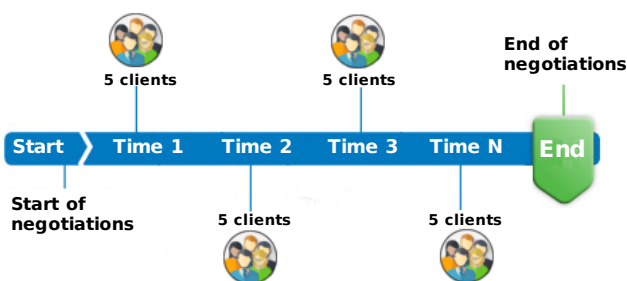 5 clients
5 clients
End of
negotiations
Start
Time 1
Time 2
Time 3
Time N
End
Start of
negotiations
5 clients
5 clients